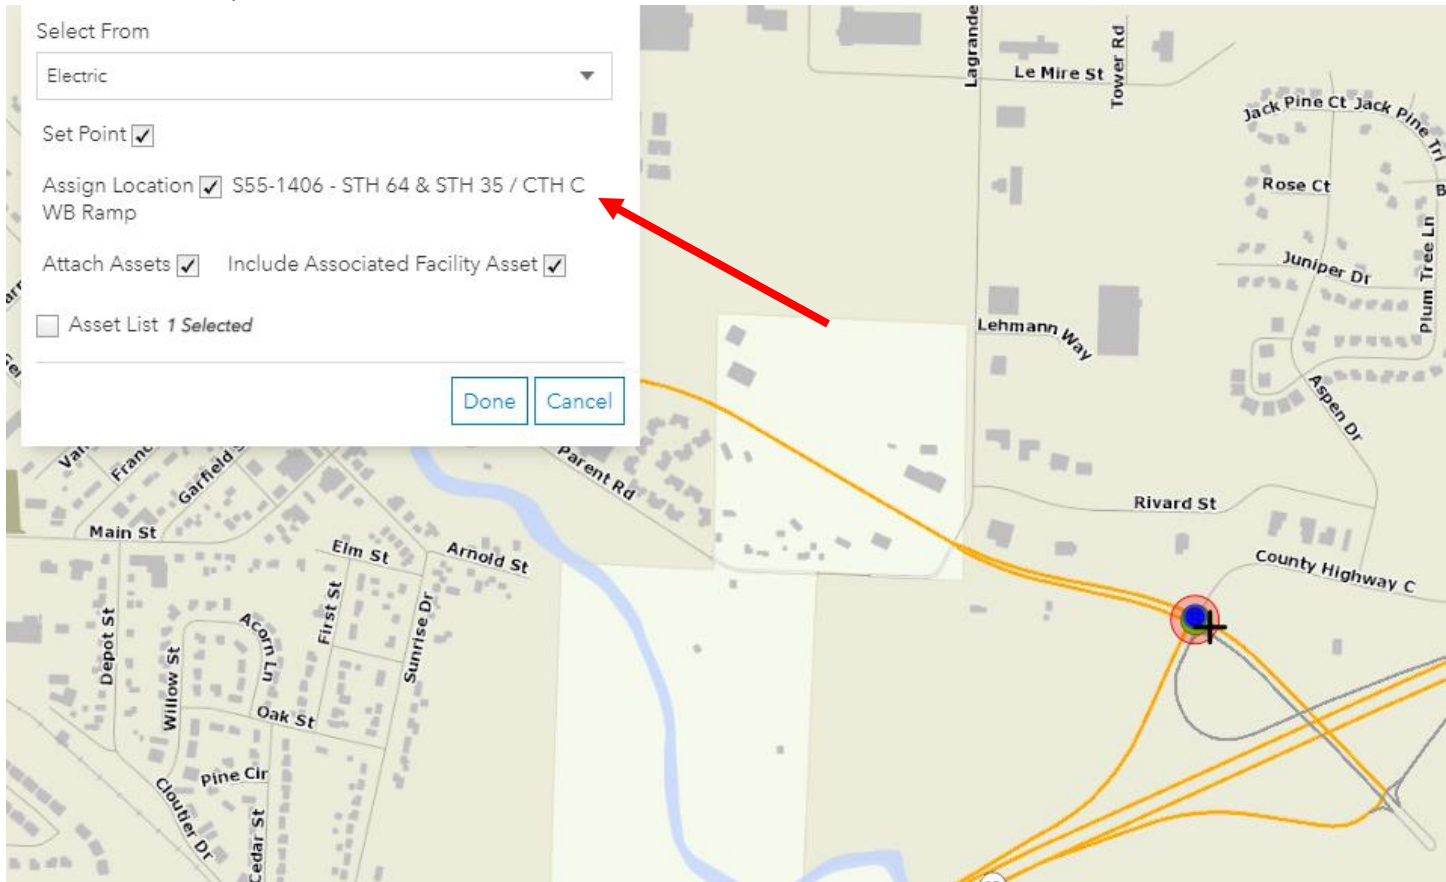 Select From
Electric
Set Point
Assign Location S55-1406 - STH 64 & STH 35 / CTH C
WB Ramp
Attach Assets Include Associated Facility Asset
Asset List 1 Selected
Done Cancel
Lagrande
Le Mire St
Tower Rd
Jack Pine Ct
Jack Pine Trl
Rose Ct
B
Juniper Dr
Plum Tree Ln
Lehmann Way
Aspen Dr
Parent Rd
Rivard St
County Highway C
Garfield
Main St
Elm St
Arnold St
First St
Sunrise Dr
Depot St
Acorn Ln
Willow St
Oak St
Pine Cir
Cloutier Dr
Cedar St